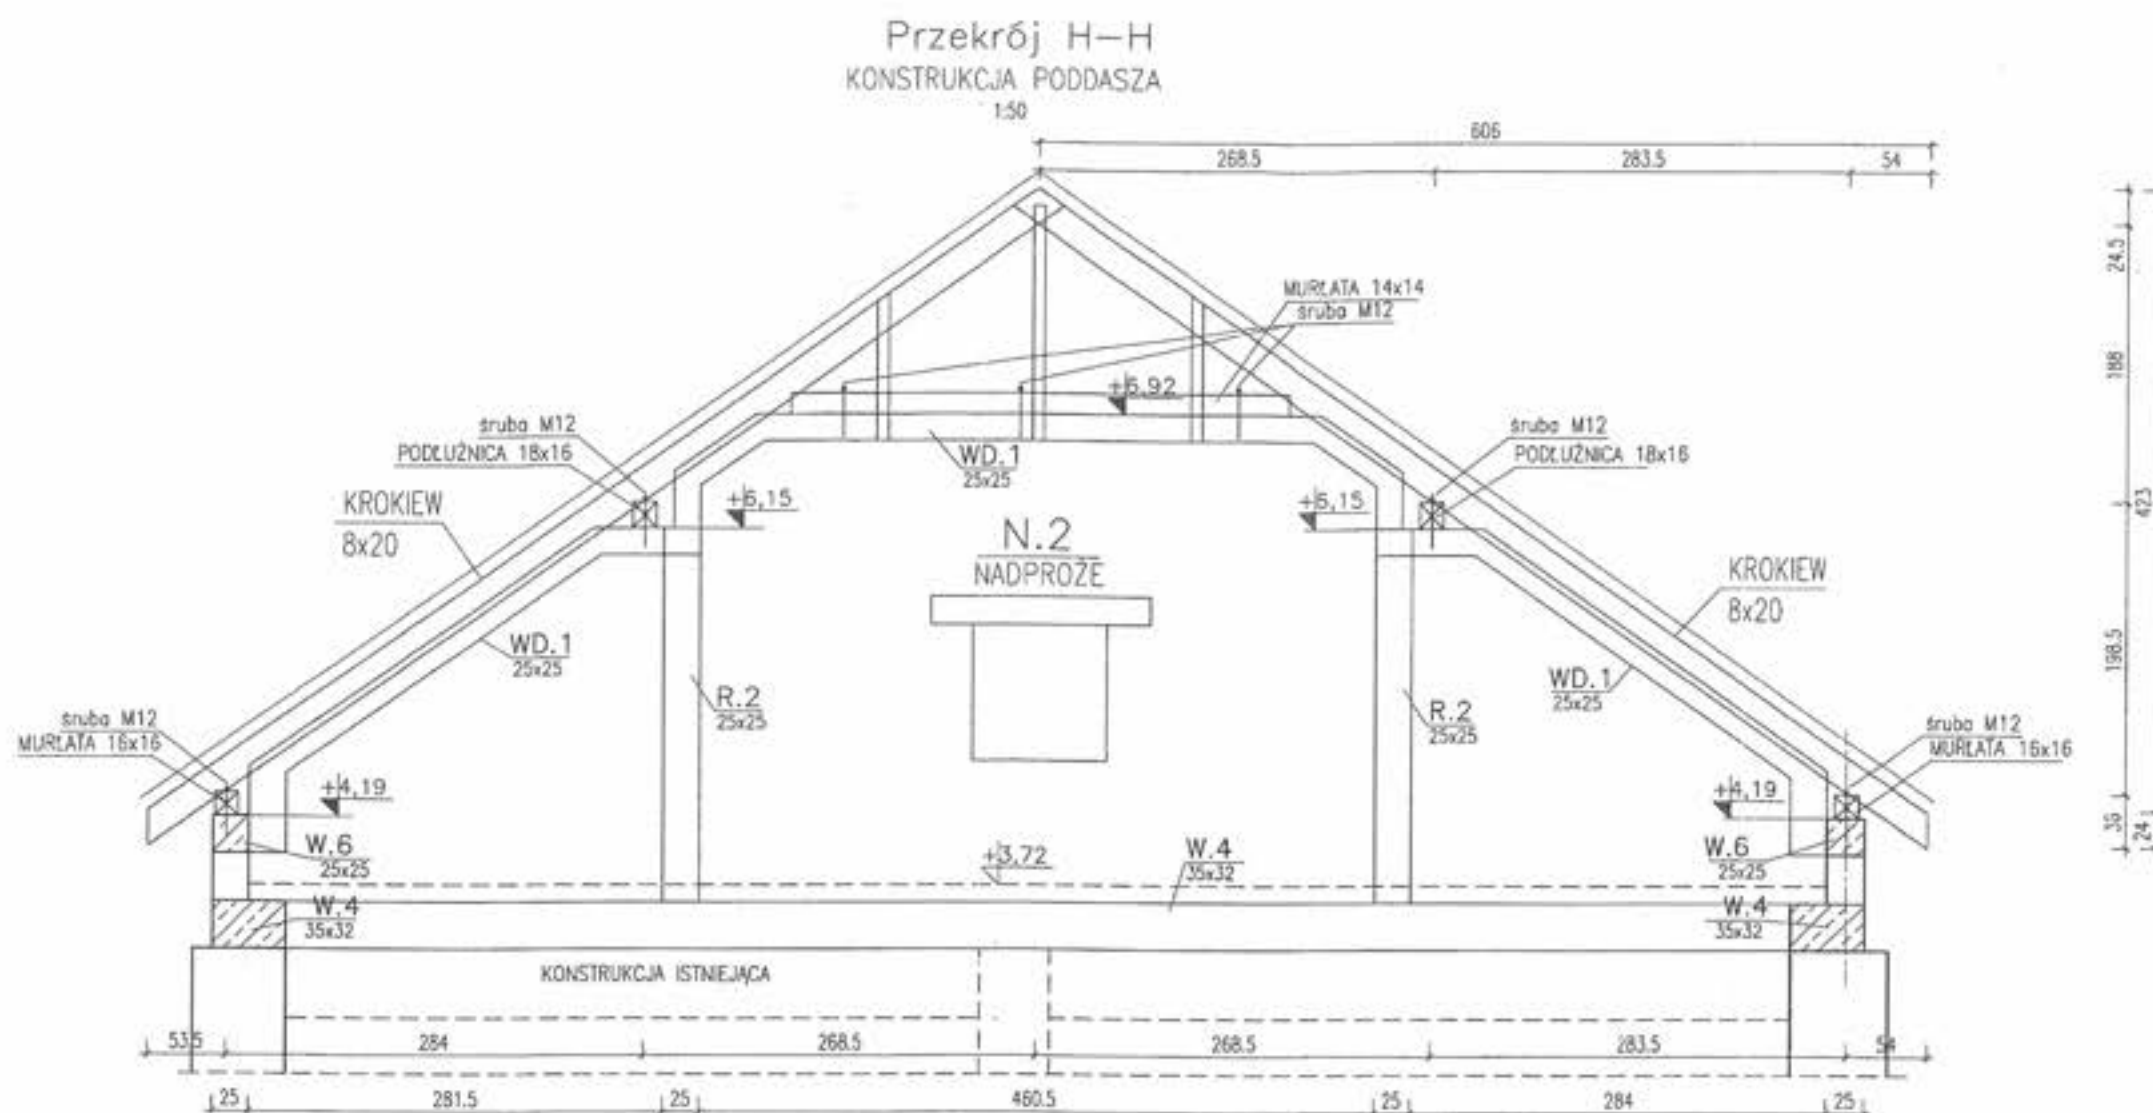 Przekrój H-H
KONSTRUKCJA PODDASZA
1:50
606
268.5 283.5 54
24.5
188
423
198.5
36
24
MURŁATA 14x14
śruba M12
+6,92
śruba M12
PODŁUŻNICA 18x16
śruba M12
PODŁUŻNICA 18x16
WD.1
25x25
+6,15
+6,15
KROKIEW
8x20
N.2
NADPROŻE
KROKIEW
8x20
WD.1
25x25
WD.1
25x25
R.2
25x25
R.2
25x25
śruba M12
MURŁATA 16x16
śruba M12
MURŁATA 16x16
+4,19
+4,19
W.6
25x25
+3,72
W.4
35x32
W.6
25x25
W.4
35x32
W.4
35x32
KONSTRUKCJA ISTNIEJĄCA
53.5 284 268.5 268.5 283.5 54
25 281.5 25 460.5 25 284 25